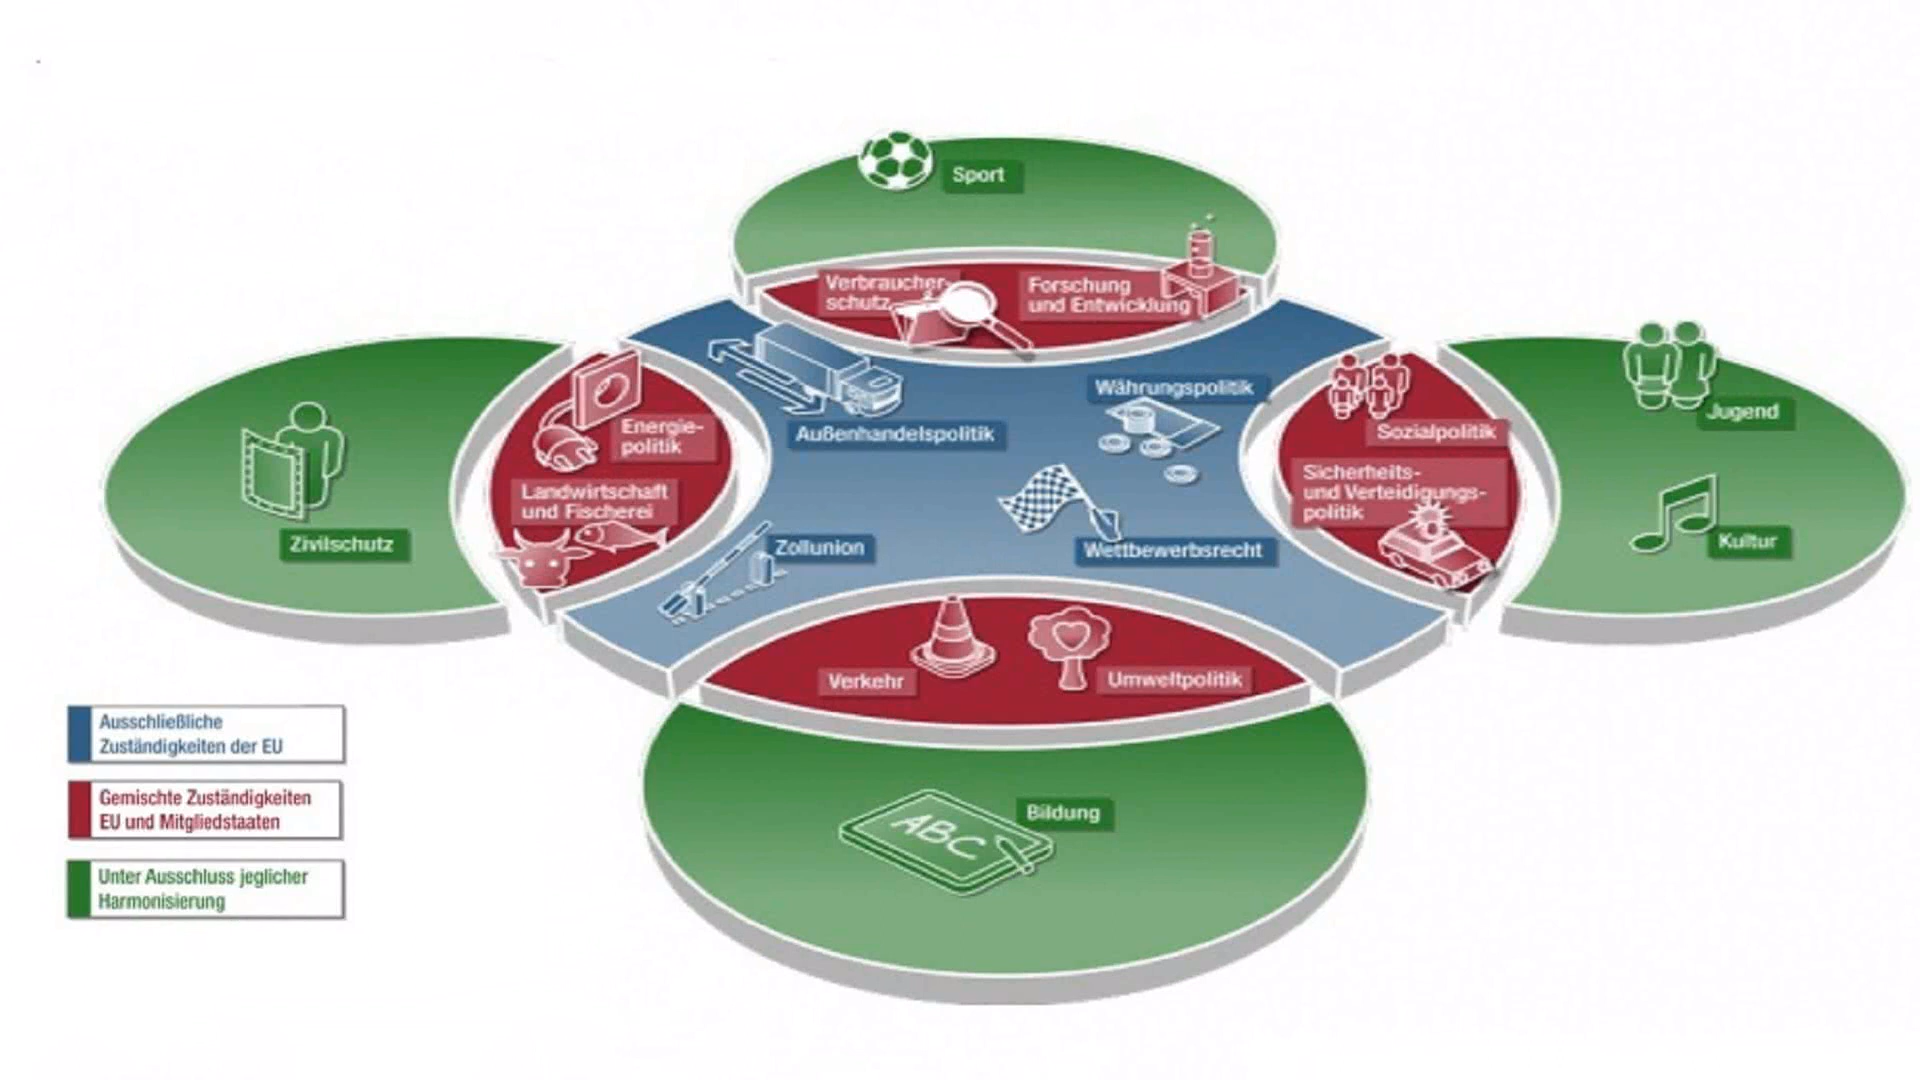 Sport
Verbraucher-
schutz
Forschung
und Entwicklung
Währungspolitik
Außenhandelspolitik
Energie-
politik
Landwirtschaft
und Fischerei
Zollunion
Wettbewerbsrecht
Sozialpolitik
Sicherheits-
und Verteidigungs-
politik
Jugend
Kultur
Zivilschutz
Verkehr
Umweltpolitik
Bildung
ABC
Ausschließliche
Zuständigkeiten der EU
Gemischte Zuständigkeiten
EU und Mitgliedstaaten
Unter Ausschluss jeglicher
Harmonisierung